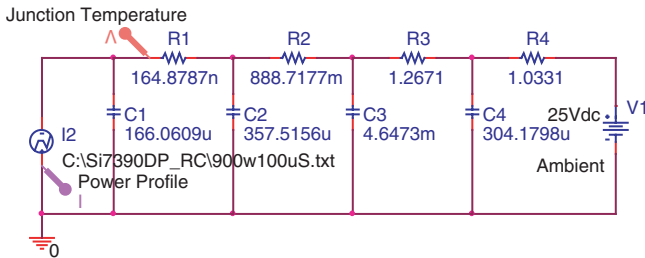 Junction Temperature
V
R1
R2
R3
R4
164.8787n
888.7177m
1.2671
1.0331
C1
166.0609u
C2
357.5156u
C3
4.6473m
C4
304.1798u
25Vdc
V1
I2
C:\Si7390DP_RC\900w100uS.txt
Power Profile
Ambient
I
0